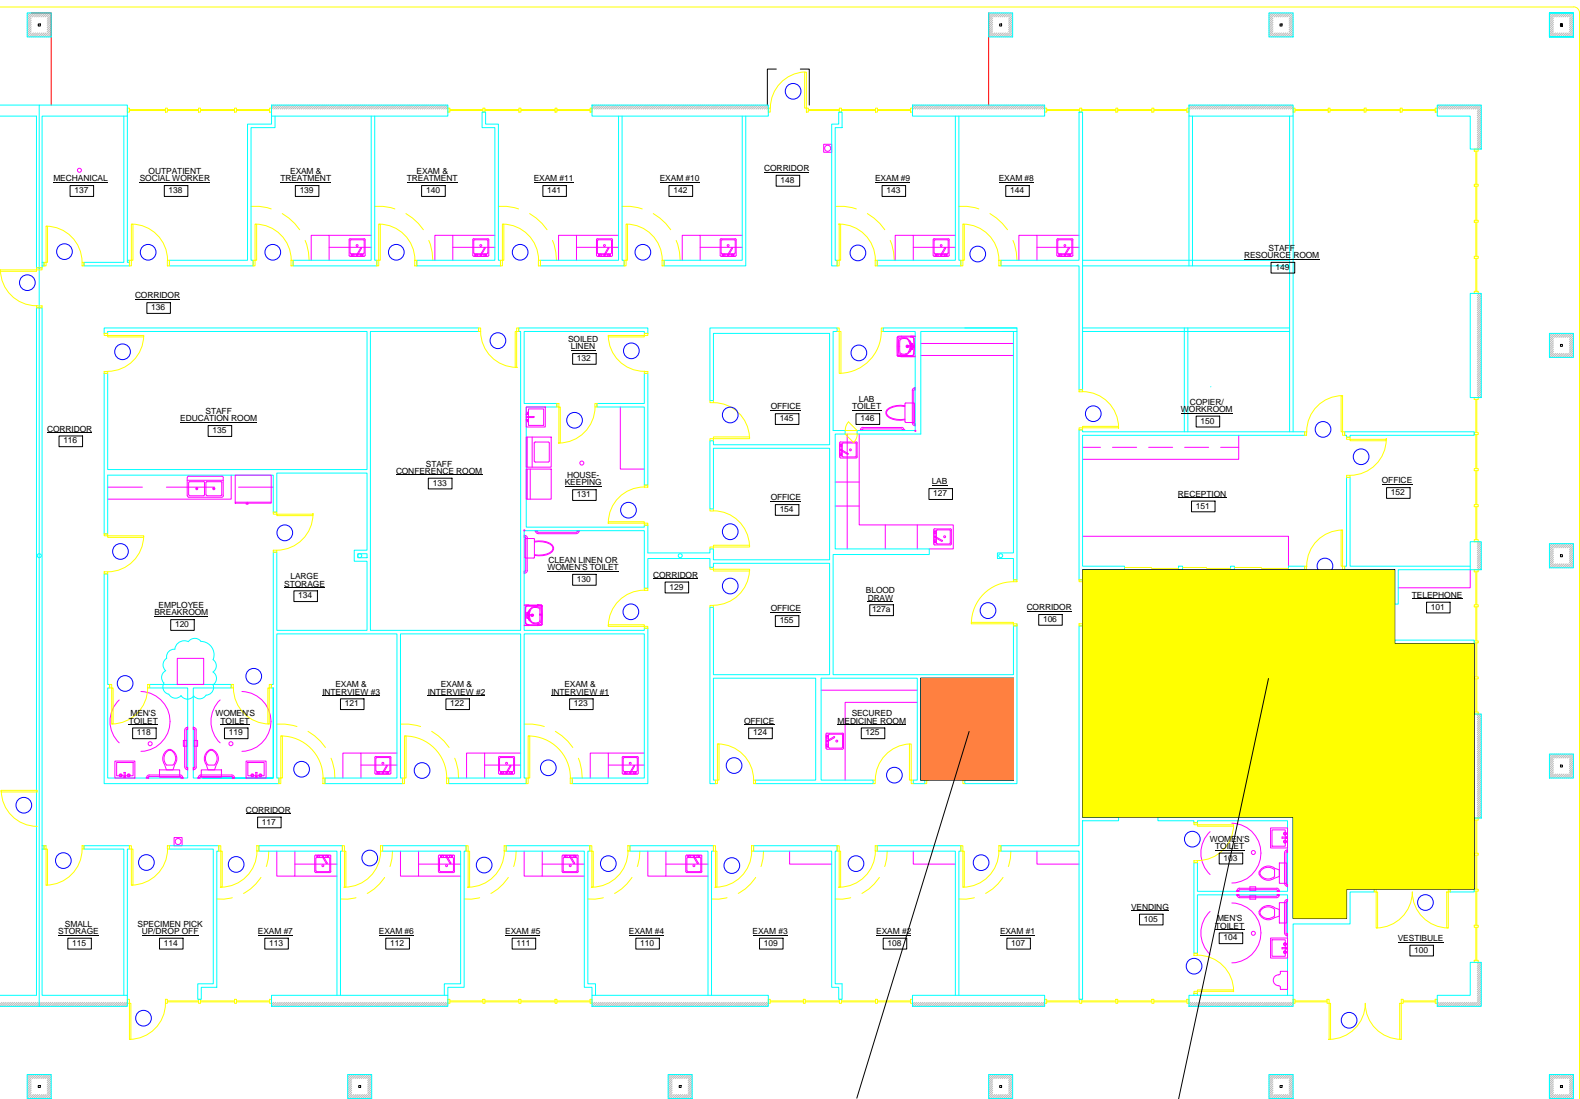 MECHANICAL
137
OUTPATIENT
SOCIAL WORKER
138
EXAM &
TREATMENT
139
EXAM &
TREATMENT
140
EXAM #11
141
EXAM #10
142
CORRIDOR
148
EXAM #9
143
EXAM #8
144
STAFF
RESOURCE ROOM
149
CORRIDOR
136
SOILED
LINEN
132
STAFF
EDUCATION ROOM
135
CORRIDOR
116
STAFF
CONFERENCE ROOM
133
HOUSE-
KEEPING
131
OFFICE
145
LAB
TOILET
146
COPIER/
WORKROOM
150
OFFICE
154
LAB
127
RECEPTION
151
OFFICE
152
LARGE
STORAGE
134
CLEAN LINEN OR
WOMEN'S TOILET
130
CORRIDOR
129
EMPLOYEE
BREAKROOM
120
OFFICE
155
BLOOD
DRAW
127a
CORRIDOR
106
TELEPHONE
101
MEN'S
TOILET
118
WOMEN'S
TOILET
119
EXAM &
INTERVIEW #3
121
EXAM &
INTERVIEW #2
122
EXAM &
INTERVIEW #1
123
OFFICE
124
SECURED
MEDICINE ROOM
125
CORRIDOR
117
WOMEN'S
TOILET
103
SMALL
STORAGE
115
SPECIMEN PICK
UP/DROP OFF
114
EXAM #7
113
EXAM #6
112
EXAM #5
111
EXAM #4
110
EXAM #3
109
EXAM #2
108
EXAM #1
107
VENDING
105
MEN'S
TOILET
104
VESTIBULE
100